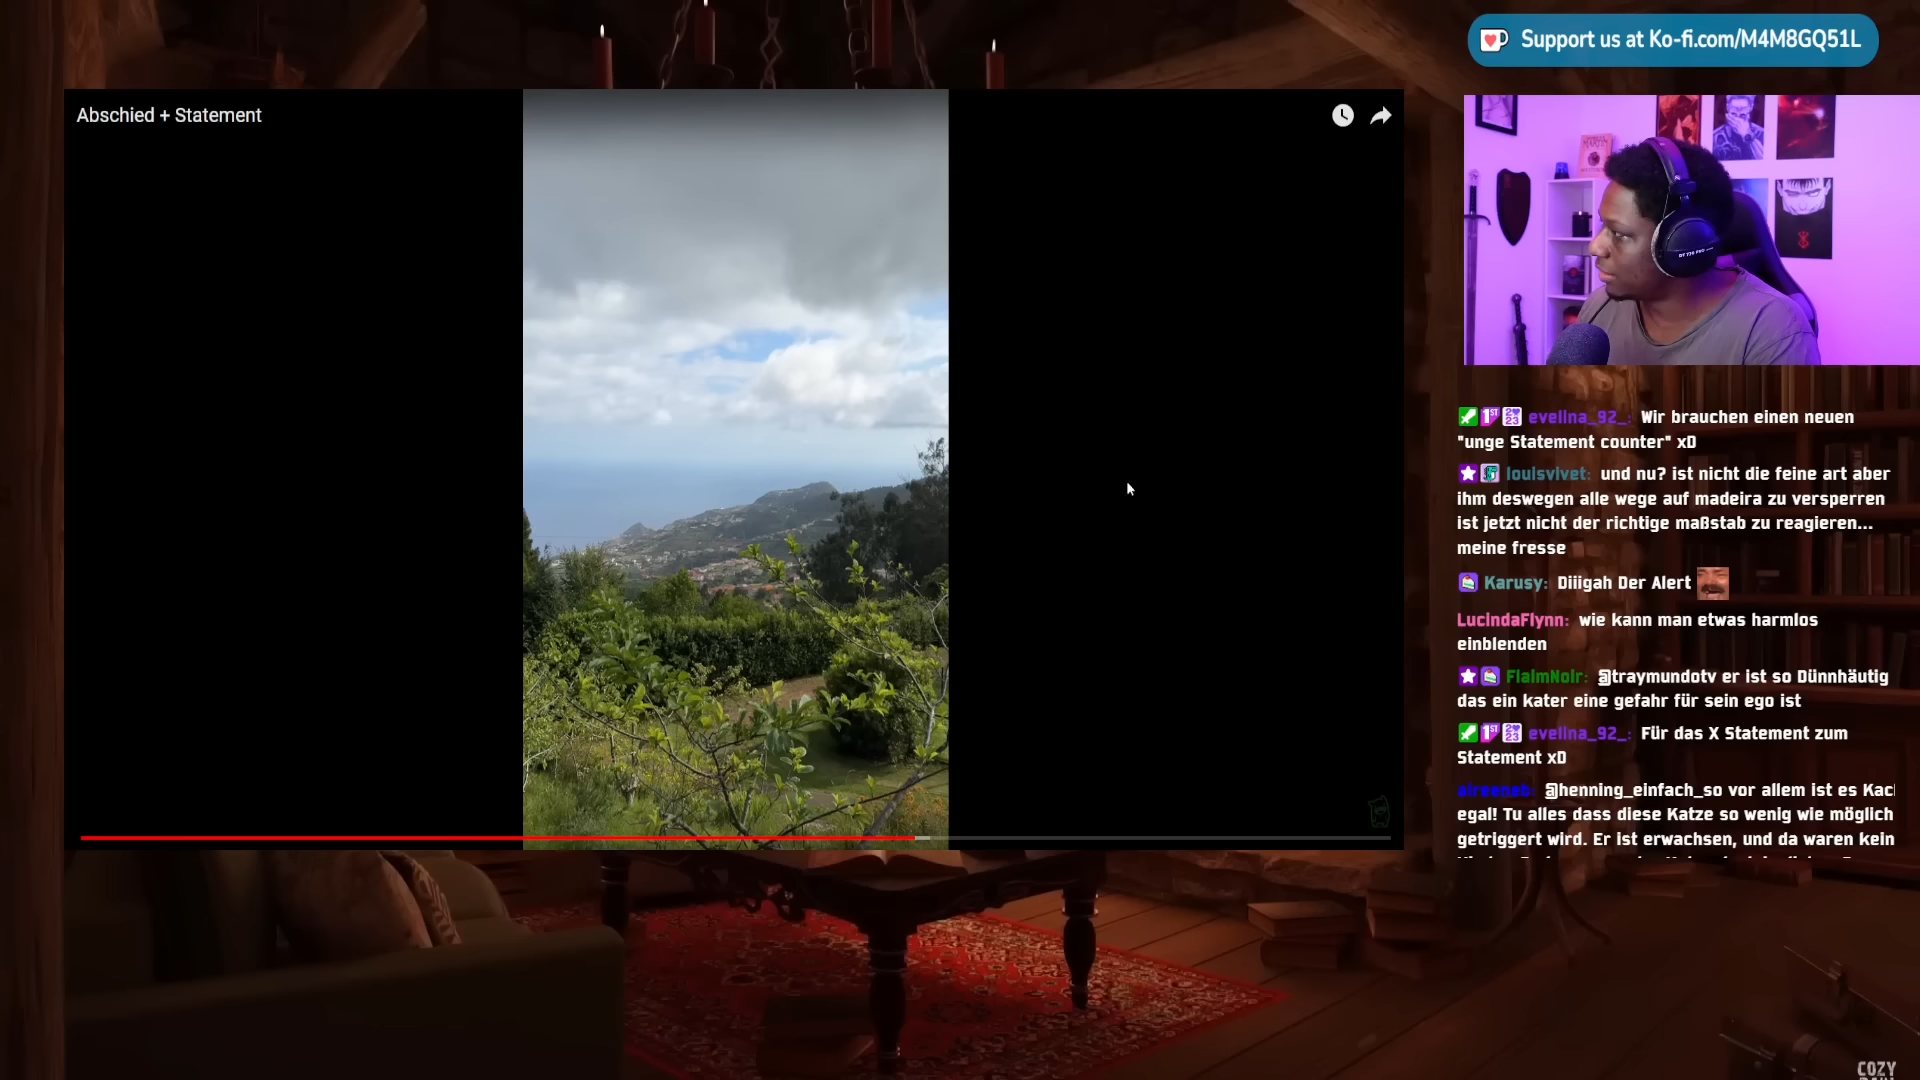 Support us at Ko-fi.com/M4M8GQ51L
Abschied + Statement
evelina_92_: Wir brauchen einen neuen
"unge Statement counter" xD
louisvivet: und nu? ist nicht die feine art aber
ihm deswegen alle wege auf madeira zu versperren
ist jetzt nicht der richtige maßstab zu reagieren...
meine fresse
Karusy: Diiigah Der Alert
LucindaFlynn: wie kann man etwas harmlos
einblenden
FlaimNoir: @traymundotv er ist so Dünnhäutig
das ein kater eine gefahr für sein ego ist
evelina_92_: Für das X Statement zum
Statement xD
@henning_einfach_so vor allem ist es Kac
egal! Tu alles dass diese Katze so wenig wie möglich
getriggert wird. Er ist erwachsen, und da waren kein
COZY